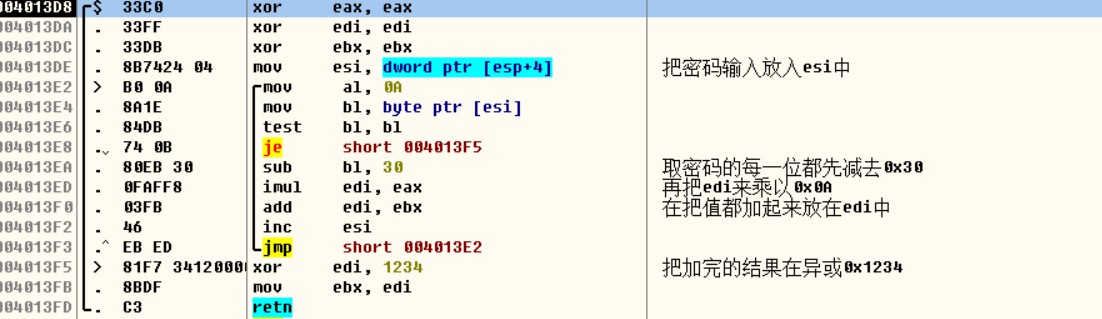 004013D8 $ 33C0 xor eax, eax
004013DA . 33FF xor edi, edi
004013DC . 33DB xor ebx, ebx
004013DE . 8B7424 04 mov esi, dword ptr [esp+4] 把密码输入放入esi中
004013E2 > B0 0A mov al, 0A
004013E4 . 8A1E mov bl, byte ptr [esi]
004013E6 . 84DB test bl, bl
004013E8 . 74 0B je short 004013F5
004013EA . 80EB 30 sub bl, 30 取密码的每一位都先减去0x30
004013ED . 0FAFF8 imul edi, eax 再把edi来乘以0x0A
004013F0 . 03FB add edi, ebx 在把值都加起来放在edi中
004013F2 . 46 inc esi
004013F3 .^ EB ED jmp short 004013E2
004013F5 > 81F7 34120000 xor edi, 1234 把加完的结果在异或0x1234
004013FB . 8BDF mov ebx, edi
004013FD . C3 retn